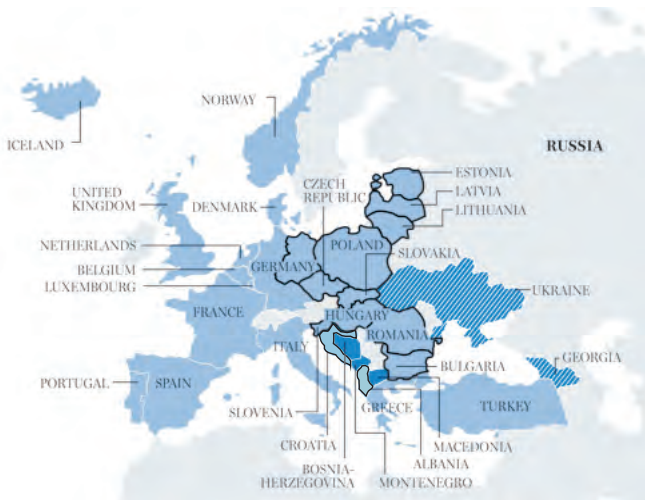 NORWAY
ICELAND
RUSSIA
ESTONIA
CZECH
REPUBLIC
LATVIA
UNITED
KINGDOM
DENMARK
LITHUANIA
NETHERLANDS
POLAND
SLOVAKIA
BELGIUM
GERMANY
LUXEMBOURG
UKRAINE
FRANCE
HUNGARY
ROMANIA
ITALY
GEORGIA
BULGARIA
PORTUGAL
SPAIN
SLOVENIA
GREECE
TURKEY
CROATIA
MACEDONIA
BOSNIA-
HERZEGOVINA
ALBANIA
MONTENEGRO